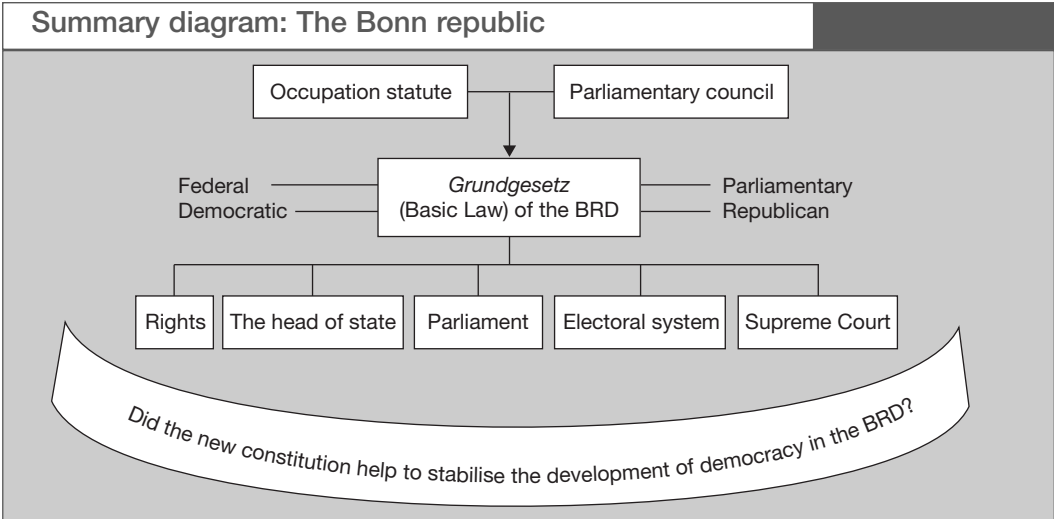 Summary diagram: The Bonn republic
Occupation statute
Parliamentary council
Federal
Democratic
Grundgesetz
(Basic Law) of the BRD
Parliamentary
Republican
Rights
The head of state
Parliament
Electoral system
Supreme Court
Did the new constitution help to stabilise the development of democracy in the BRD?